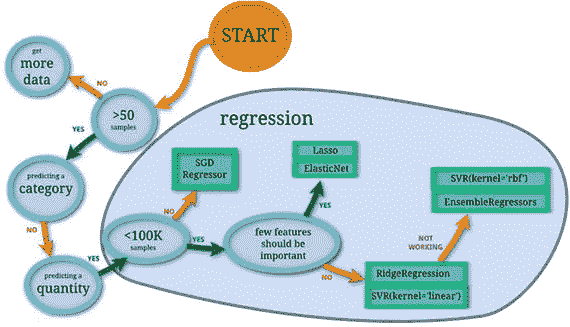 START
get
more
data
NO
>50
samples
YES
predicting a
category
NO
predicting a
quantity
YES
regression
<100K
samples
NO
SGD
Regressor
YES
few features
should be
important
YES
Lasso
ElasticNet
NO
RidgeRegression
SVR(kernel='linear')
NOT
WORKING
SVR(kernel='rbf')
EnsembleRegressors